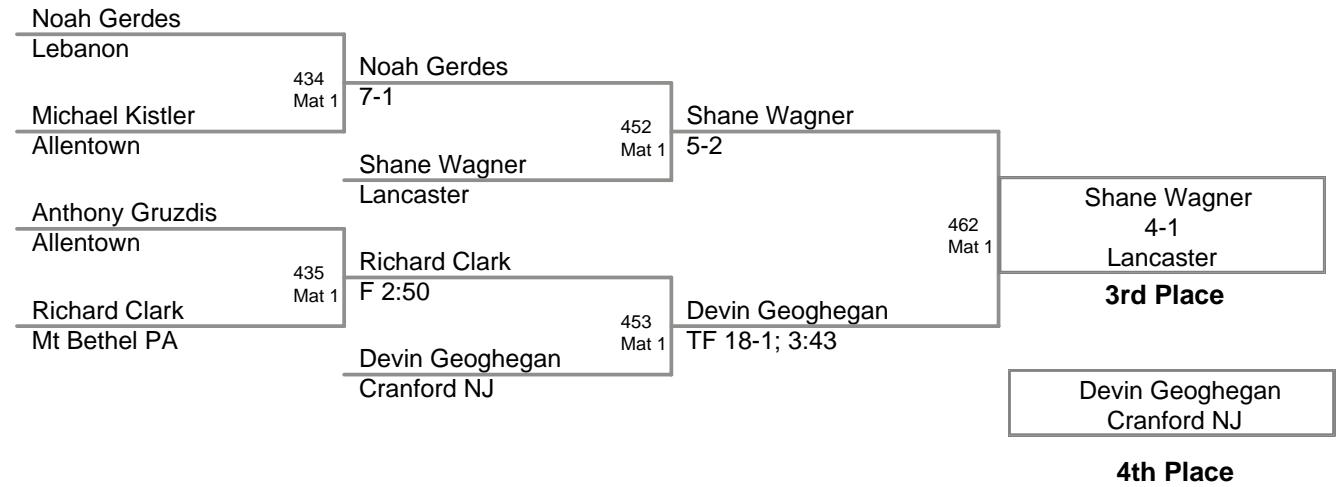 Noah Gerdes
Lebanon
434
Mat 1
Noah Gerdes
7-1
Michael Kistler
Allentown
452
Mat 1
Shane Wagner
5-2
Shane Wagner
Lancaster
Anthony Gruzdis
Allentown
435
Mat 1
Richard Clark
F 2:50
Richard Clark
Mt Bethel PA
453
Mat 1
Devin Geoghegan
TF 18-1; 3:43
Devin Geoghegan
Cranford NJ
462
Mat 1
Shane Wagner
4-1
Lancaster
3rd Place
Devin Geoghegan
Cranford NJ
4th Place